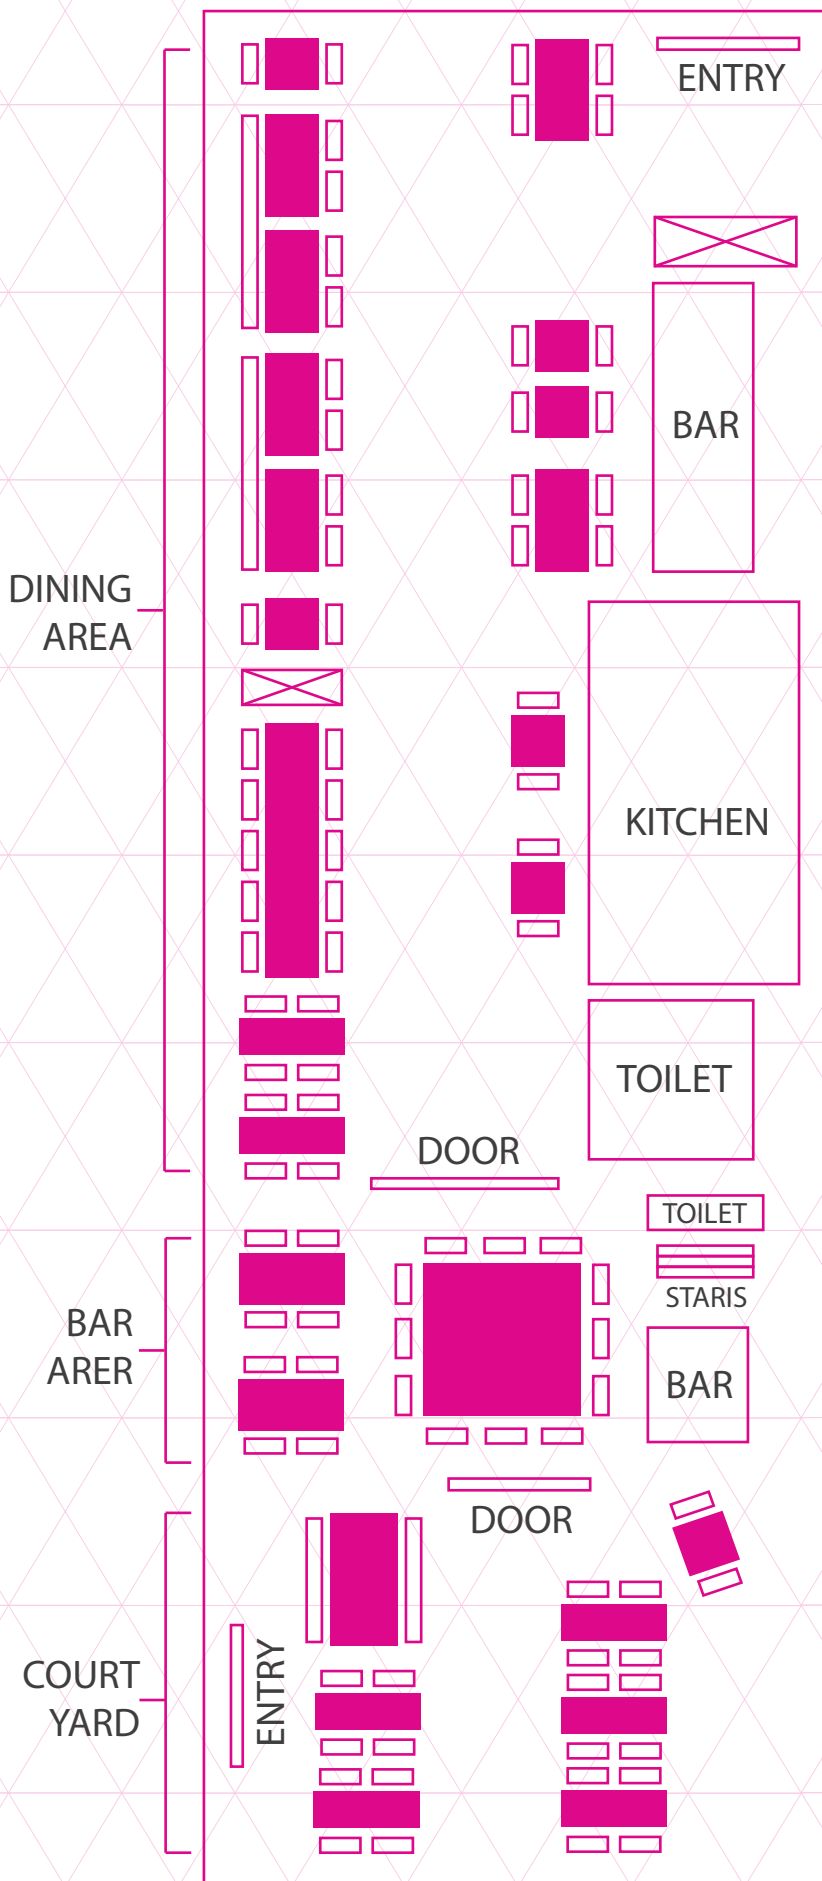 ENTRY
BAR
DINING
AREA
KITCHEN
TOILET
DOOR
TOILET
STARIS
BAR
ARER
BAR
DOOR
ENTRY
COURT
YARD